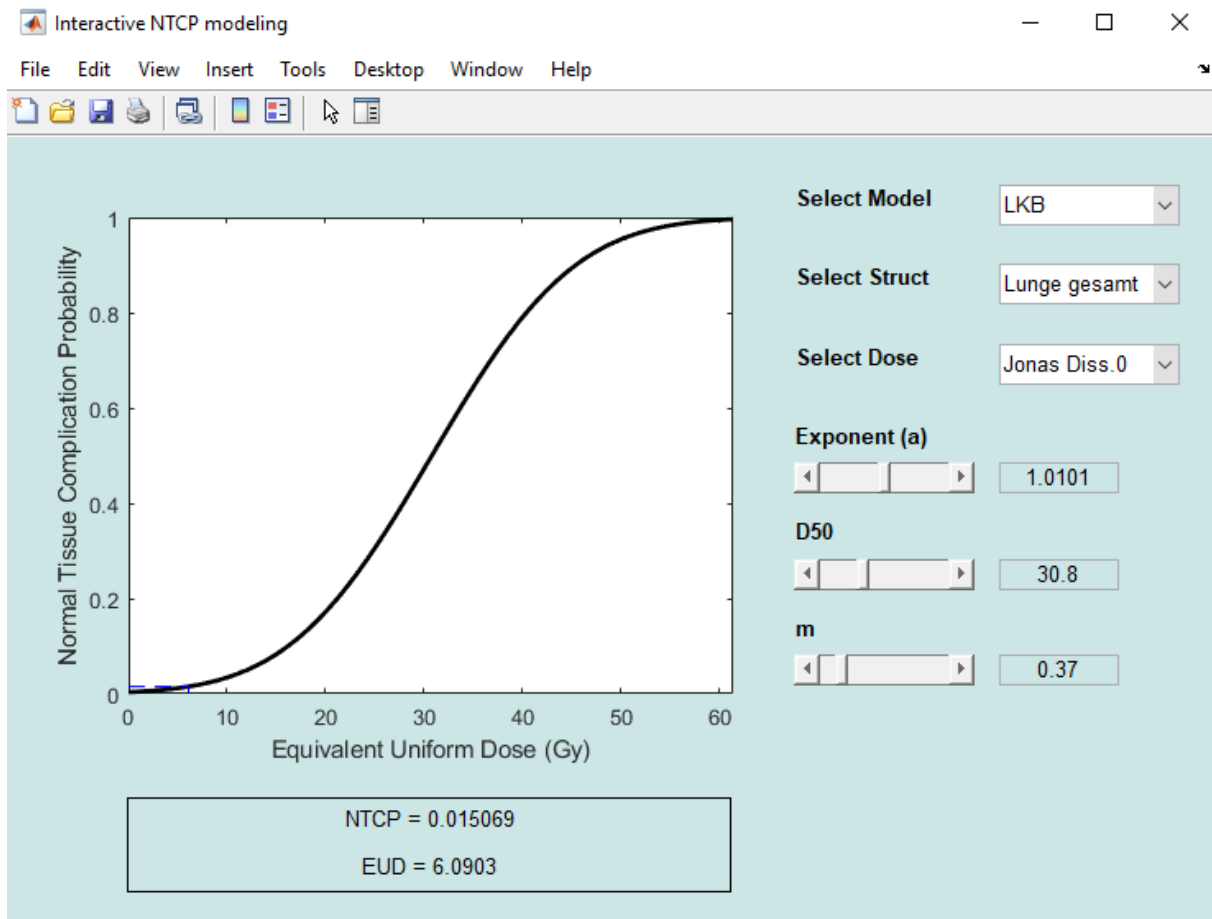 Interactive NTCP modeling
File Edit View Insert Tools Desktop Window Help
Normal Tissue Complication Probability
1
0.8
0.6
0.4
0.2
0
0 10 20 30 40 50 60
Equivalent Uniform Dose (Gy)
NTCP = 0.015069
EUD = 6.0903
Select Model LKB
Select Struct Lunge gesamt
Select Dose Jonas Diss.0
Exponent (a)
1.0101
D50
30.8
m
0.37